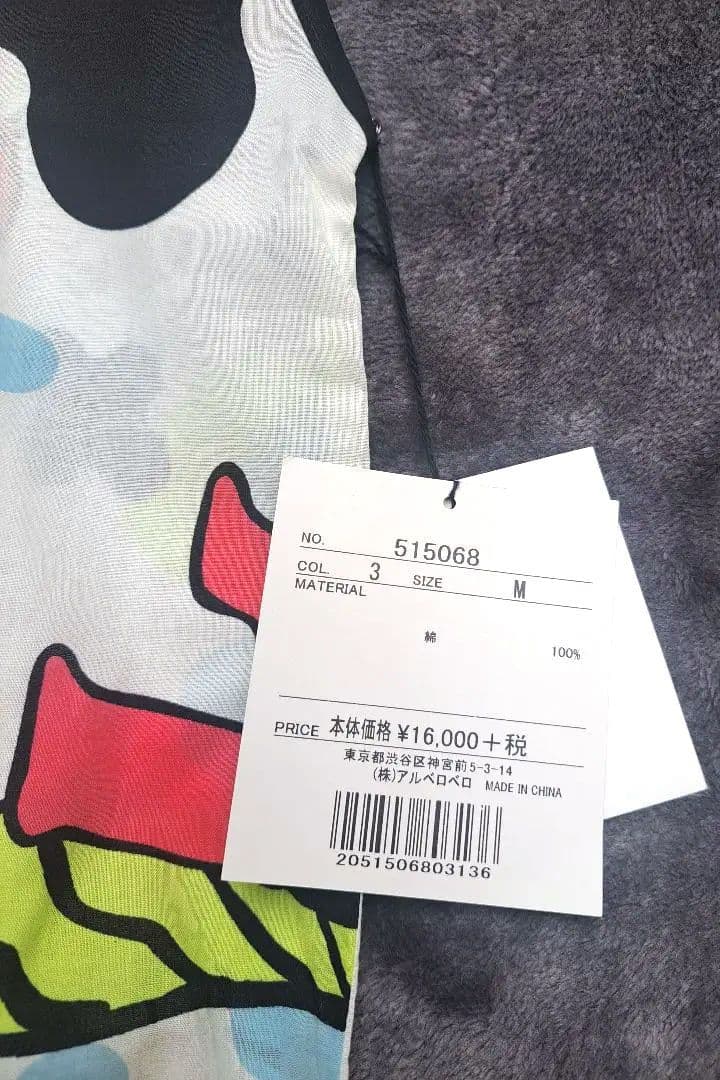 NO. 515068
COL. 3 SIZE M
MATERIAL
綿 100%
PRICE 本体価格 ¥16,000+税
東京都渋谷区神宮前5-3-14
(株)アルベロベロ MADE IN CHINA
2051506803136